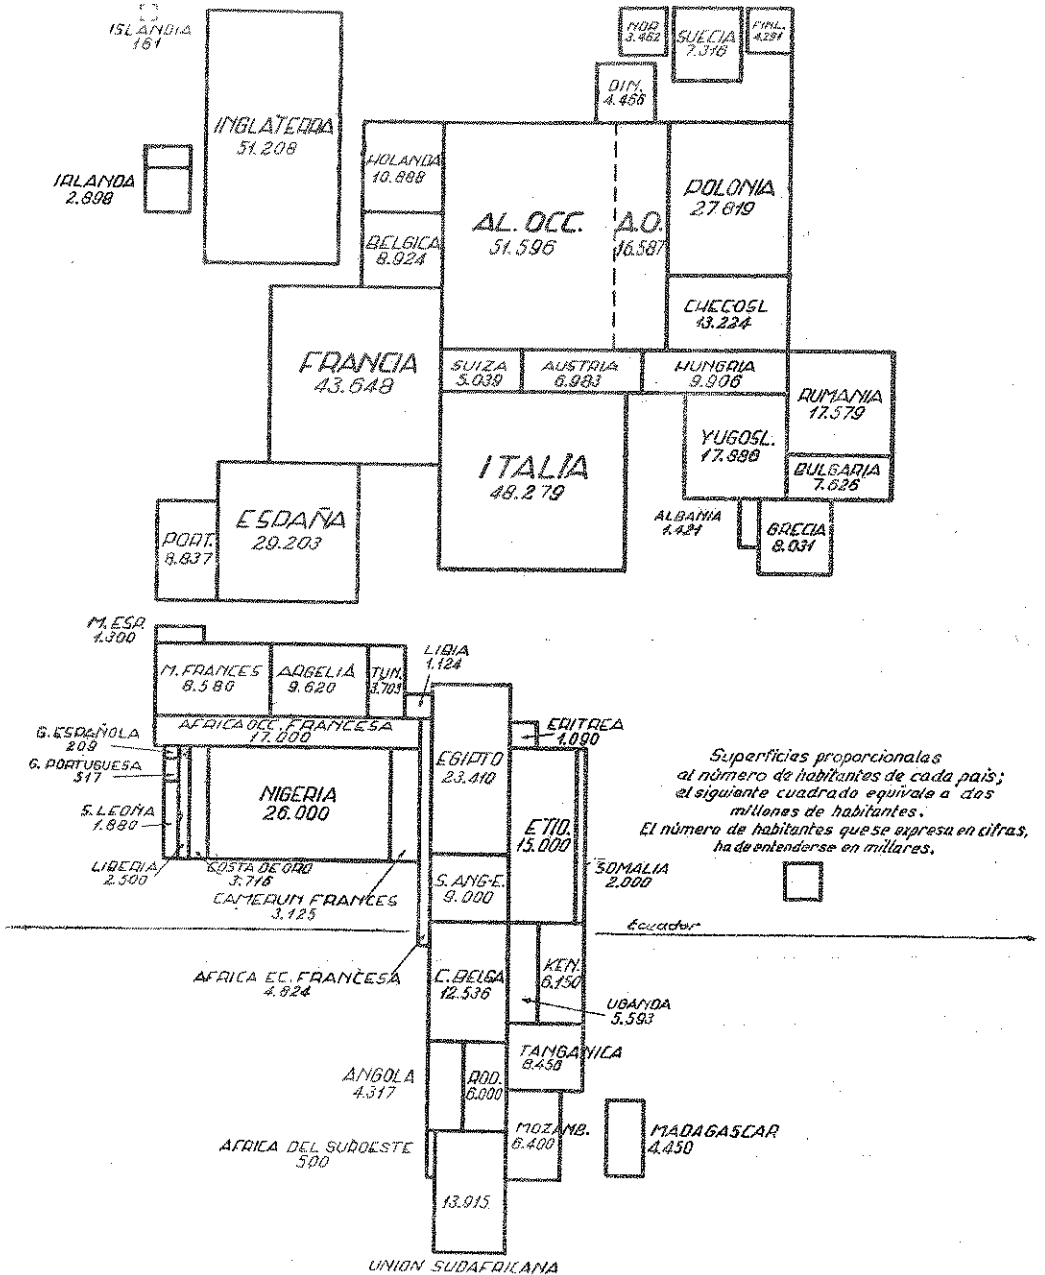 ISLANDIA
161
INGLATERRA
51.208
IRLANDA
2.898
NOR.
3.462
SUECIA
7.316
FINL.
4.291
DIN.
4.466
HOLANDA
10.888
BELGICA
8.924
AL. OCC.
51.596
A.O.
16.587
POLONIA
27.819
CHECOSL
13.224
FRANCIA
43.648
SUIZA
5.039
AUSTRIA
6.983
HUNGRIA
9.906
RUMANIA
17.579
ITALIA
48.279
YUGOSL.
17.886
BULGARIA
7.626
ALBANIA
1.421
GRECIA
8.031
ESPAÑA
29.203
PORT.
8.837
M. ESP.
1.300
M. FRANCES
8.580
ARGELIA
9.620
TUN.
3.703
LIBIA
1.124
AFRICA OCC. FRANCESA
17.000
G. ESPAÑOLA
209
G. PORTUGUESA
517
S. LEOÑA
1.880
LIBERIA
2.500
COSTA DE ORO
3.716
NIGERIA
26.000
CAMERUN FRANCES
3.125
EGIPTO
23.410
ERITREA
1.090
ETIO.
15.000
S. ANG-E.
9.000
SOMALIA
2.000
Superficies proporcionales
al número de habitantes de cada país;
el siguiente cuadrado equivale a dos
millones de habitantes.
El número de habitantes que se expresa en cifras,
ha de entenderse en millares.
Ecuador
AFRICA EC. FRANCESA
4.824
C. BELGA
12.536
KEN.
6.150
UGANDA
5.593
TANGANICA
8.456
ANGOLA
4.317
ROD.
6.000
MOZAMB.
6.400
MADAGASCAR
4.450
AFRICA DEL SUROESTE
500
13.915
UNION SUDAFRICANA